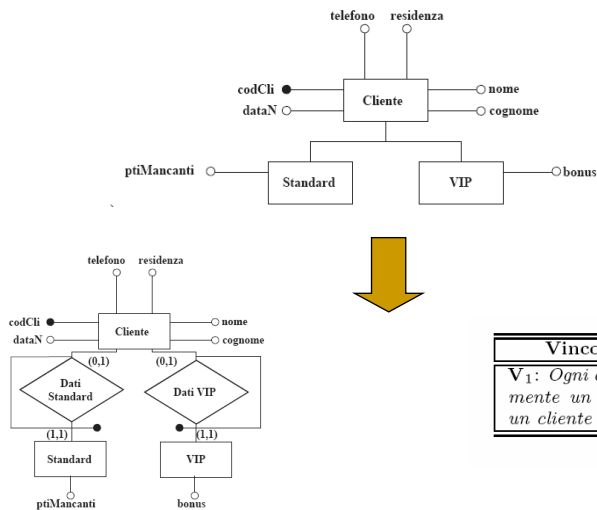 telefono residenza
codCli
nome
Cliente
dataN
cognome
ptiMancanti
Standard
VIP
bonus
telefono residenza
codCli
nome
Cliente
dataN
cognome
(0,1) (0,1)
Dati
Standard
Dati VIP
(1,1) (1,1)
Standard
VIP
ptiMancanti
bonus
V1: Ogni
mente un
un cliente